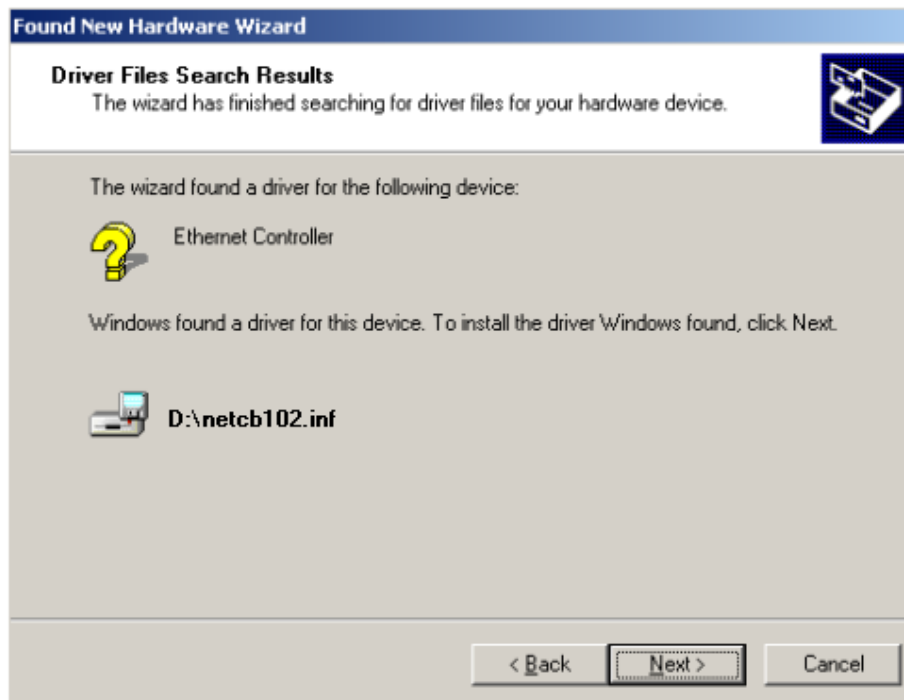 Found New Hardware Wizard
Driver Files Search Results
The wizard has finished searching for driver files for your hardware device.
The wizard found a driver for the following device:
Ethernet Controller
Windows found a driver for this device. To install the driver Windows found, click Next.
D:\netcb102.inf
< Back Next > Cancel